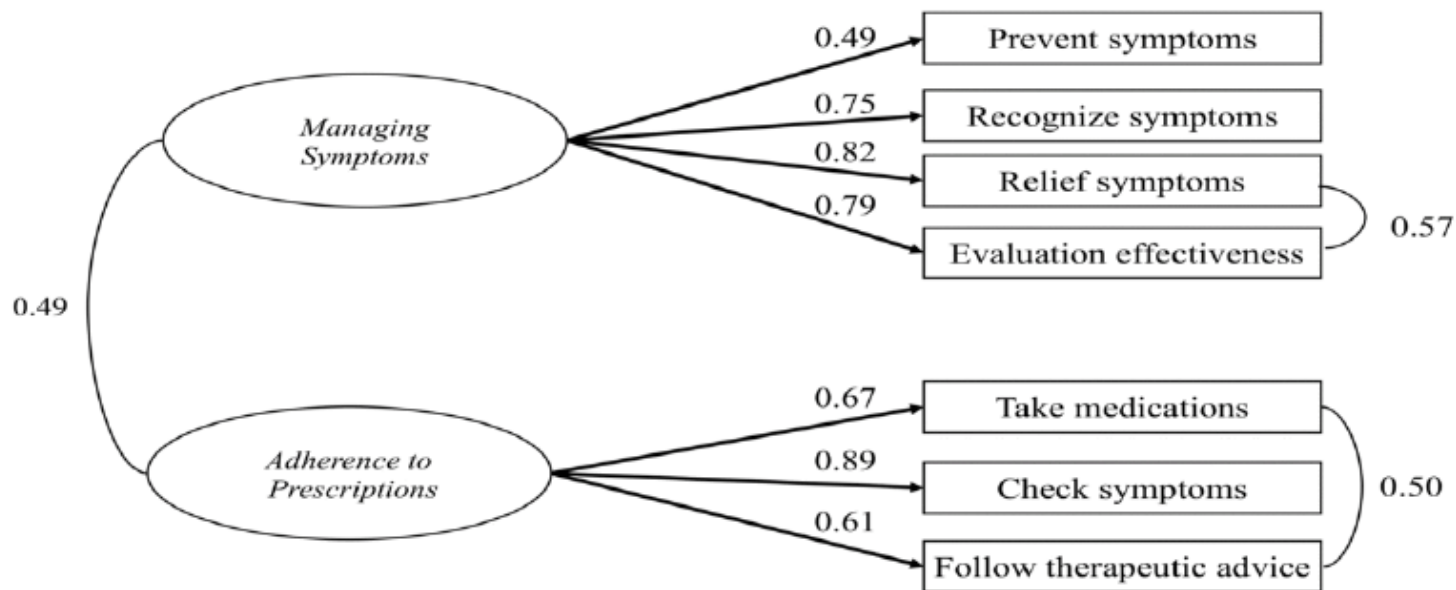 0.49
Prevent symptoms
Managing
Symptoms
0.75
Recognize symptoms
0.82
Relief symptoms
0.79
Evaluation effectiveness
0.57
0.49
Adherence to
Prescriptions
0.67
Take medications
0.89
Check symptoms
0.50
0.61
Follow therapeutic advice